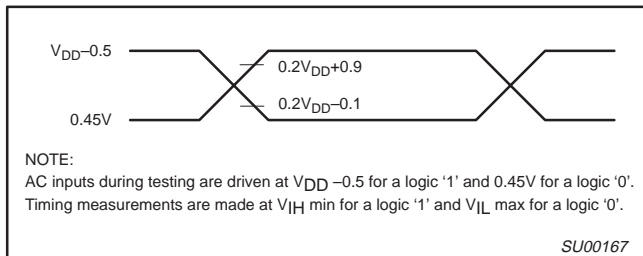 VDD–0.5
0.2VDD+0.9
0.2VDD–0.1
0.45V
NOTE:
AC inputs during testing are driven at VDD –0.5 for a logic ‘1’ and 0.45V for a logic ‘0’.
Timing measurements are made at VIH min for a logic ‘1’ and VIL max for a logic ‘0’.
SU00167